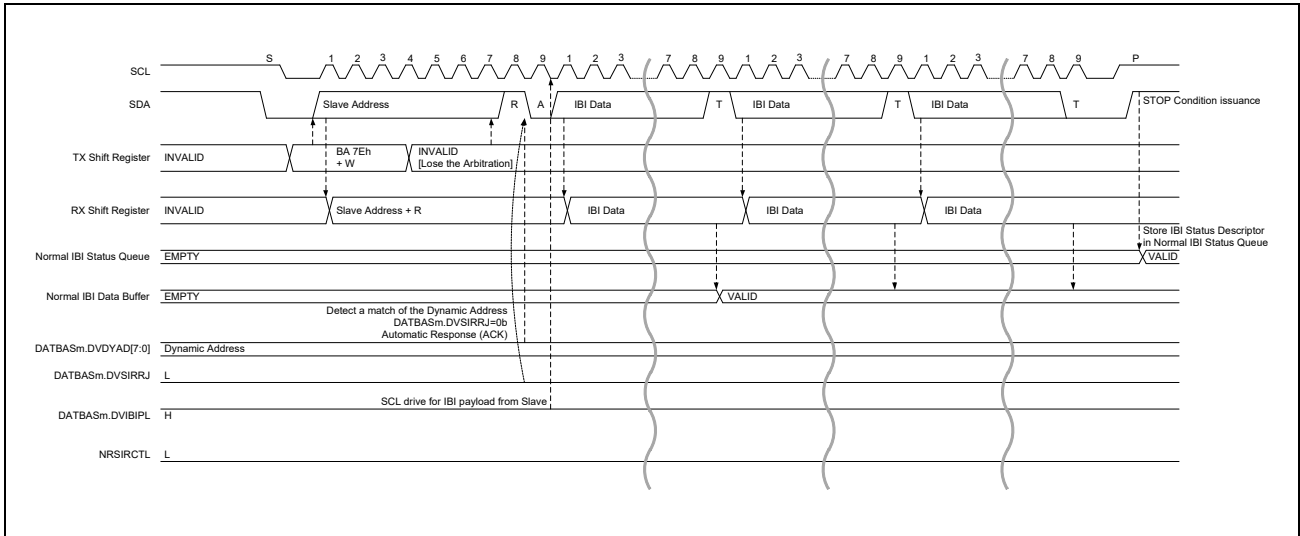 S 1 2 3 4 5 6 7 8 9 1 2 3 7 8 9 1 2 3 7 8 9 1 2 3 7 8 9 P
SCL
SDA Slave Address R A IBI Data T IBI Data T IBI Data T STOP Condition issuance
TX Shift Register INVALID BA 7Eh INVALID
+ W [Lose the Arbitration]
RX Shift Register INVALID Slave Address + R IBI Data IBI Data IBI Data
Store IBI Status Descriptor
in Normal IBI Status Queue
Normal IBI Status Queue EMPTY VALID
Normal IBI Data Buffer EMPTY VALID
Detect a match of the Dynamic Address
DATBASm.DVSIRRJ=0b
Automatic Response (ACK)
DATBASm.DVDYAD[7:0] Dynamic Address
DATBASm.DVSIRRJ L
SCL drive for IBI payload from Slave
DATBASm.DVIBIPL H
NRSIRCTL L